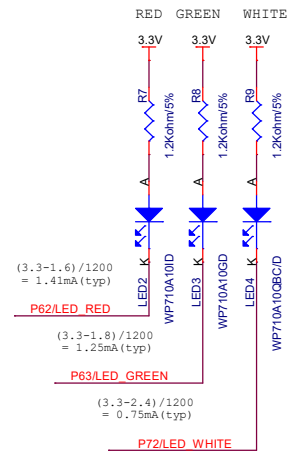 RED GREEN WHITE
3.3V 3.3V 3.3V
R7 R8 R9
1.2Kohm/5% 1.2Kohm/5% 1.2Kohm/5%
A A A
K K K
LED2 LED3 LED4
WP710A10ID WP710A10GD WP710A10QBC/D
(3.3-1.6)/1200
= 1.41mA(typ)
P62/LED_RED
(3.3-1.8)/1200
= 1.25mA(typ)
P63/LED_GREEN
(3.3-2.4)/1200
= 0.75mA(typ)
P72/LED_WHITE